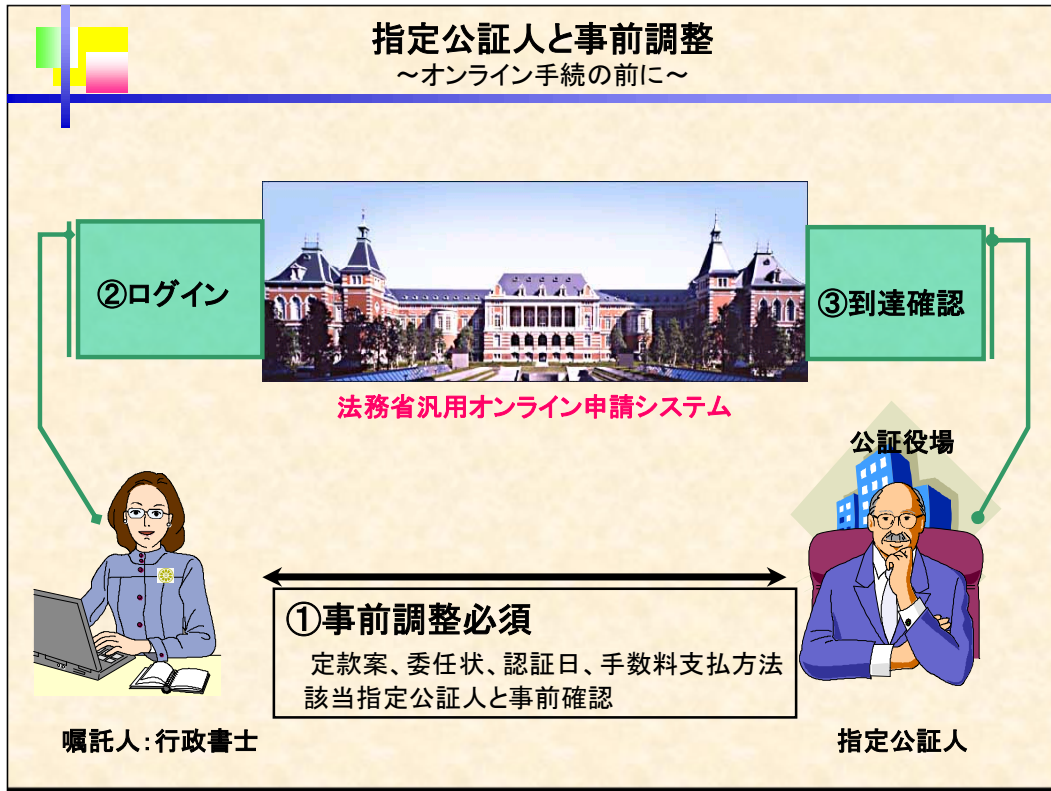 指定公証人と事前調整
～オンライン手続の前に～
②ログイン
③到達確認
法務省汎用オンライン申請システム
公証役場
①事前調整必須
定款案、委任状、認証日、手数料支払方法
該当指定公証人と事前確認
嘱託人：行政書士
指定公証人